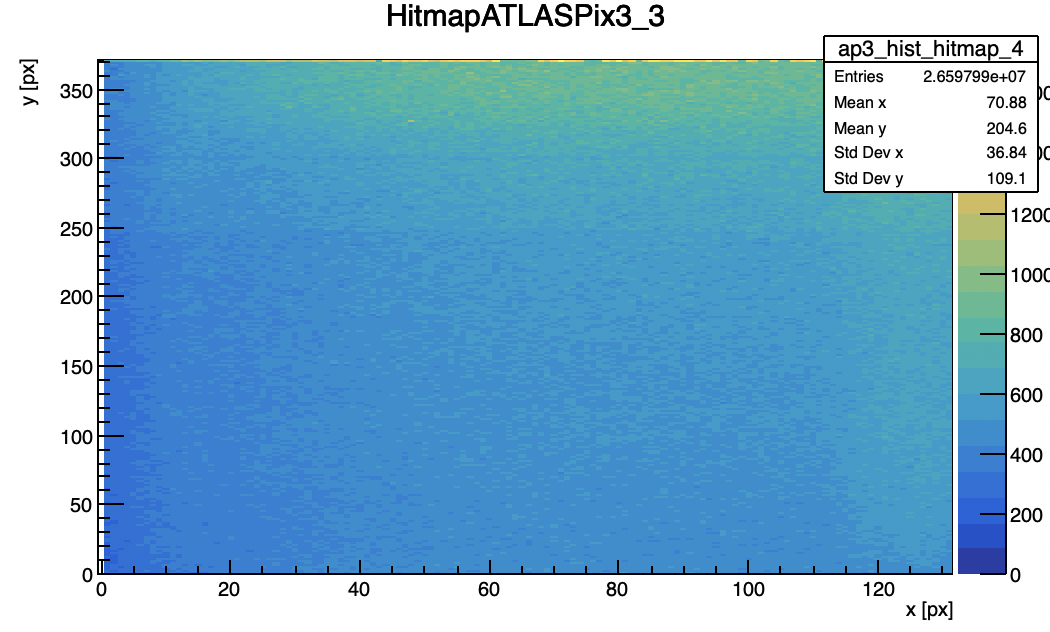 HitmapATLASPix3_3
ap3_hist_hitmap_4
Entries 2.659799e+07
Mean x 70.88
Mean y 204.6
Std Dev x 36.84
Std Dev y 109.1
y [px]
350
300
250
200
150
100
50
0
0 20 40 60 80 100 120
x [px]
1200
1000
800
600
400
200
0